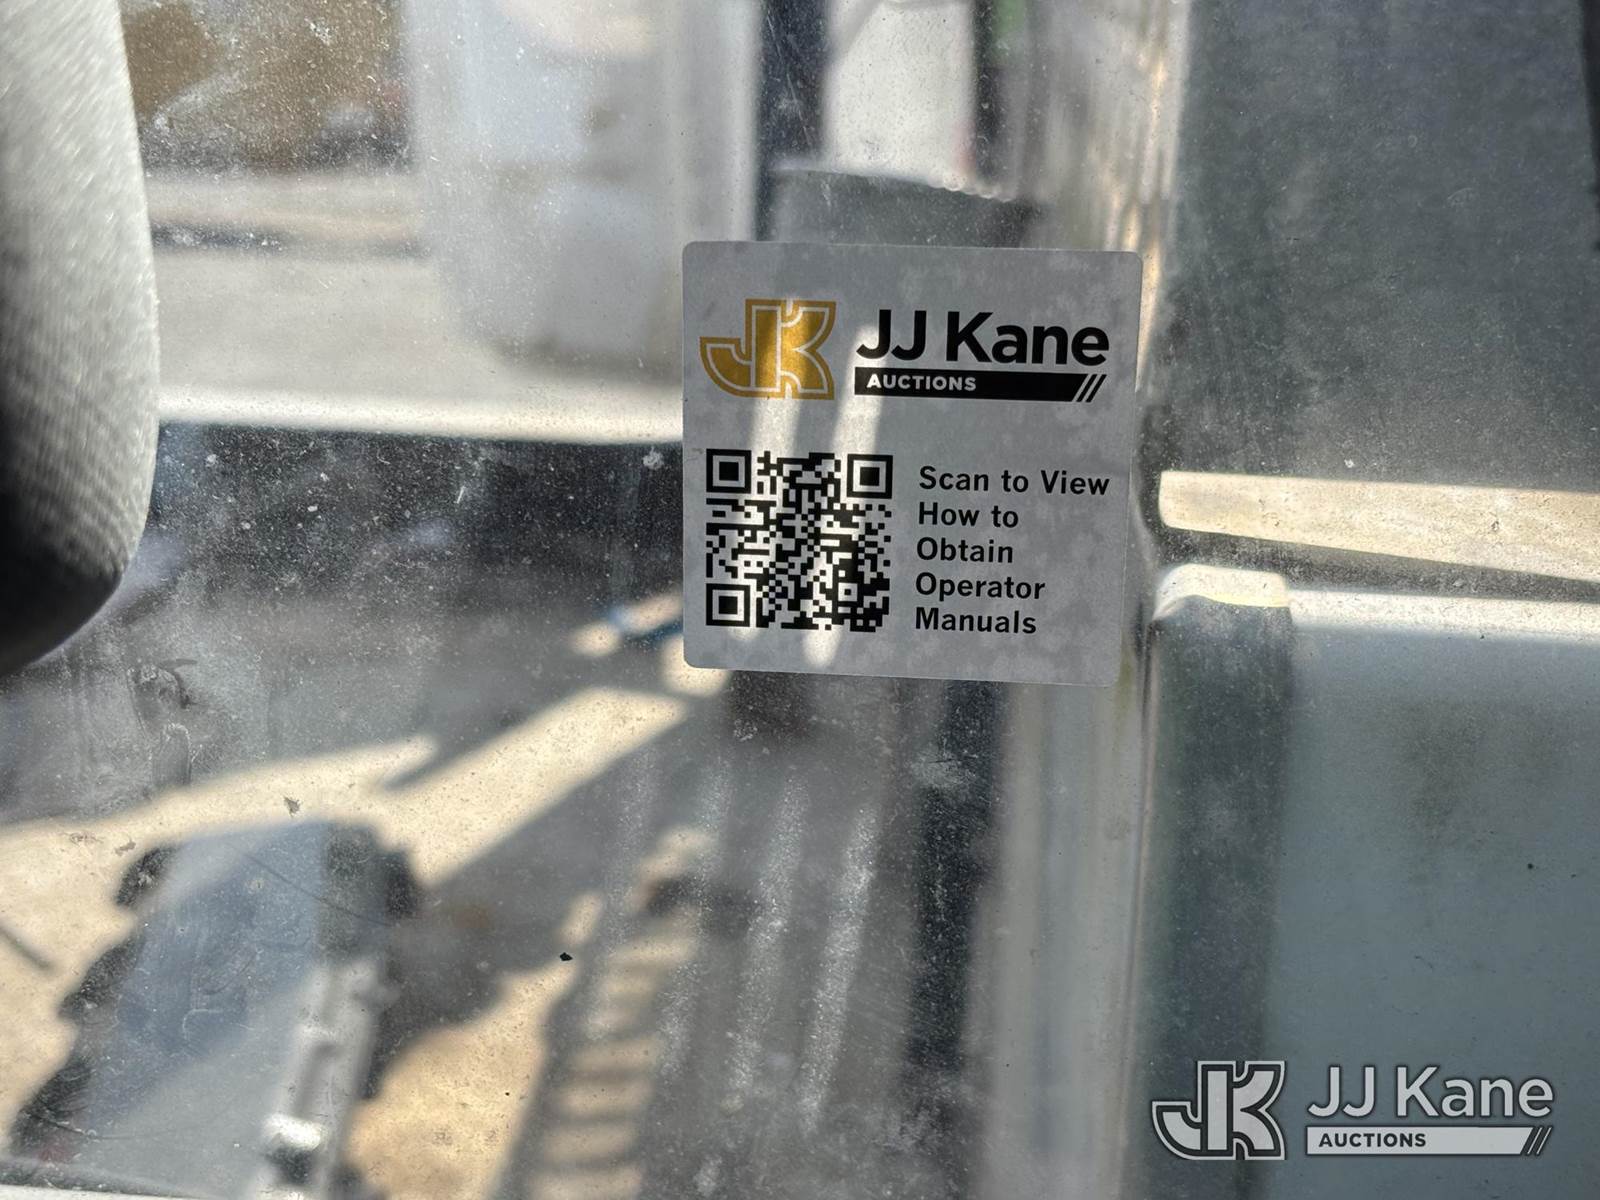 JK
JJ Kane
AUCTIONS
Scan to View
How to
Obtain
Operator
Manuals
JK
JJ Kane
AUCTIONS